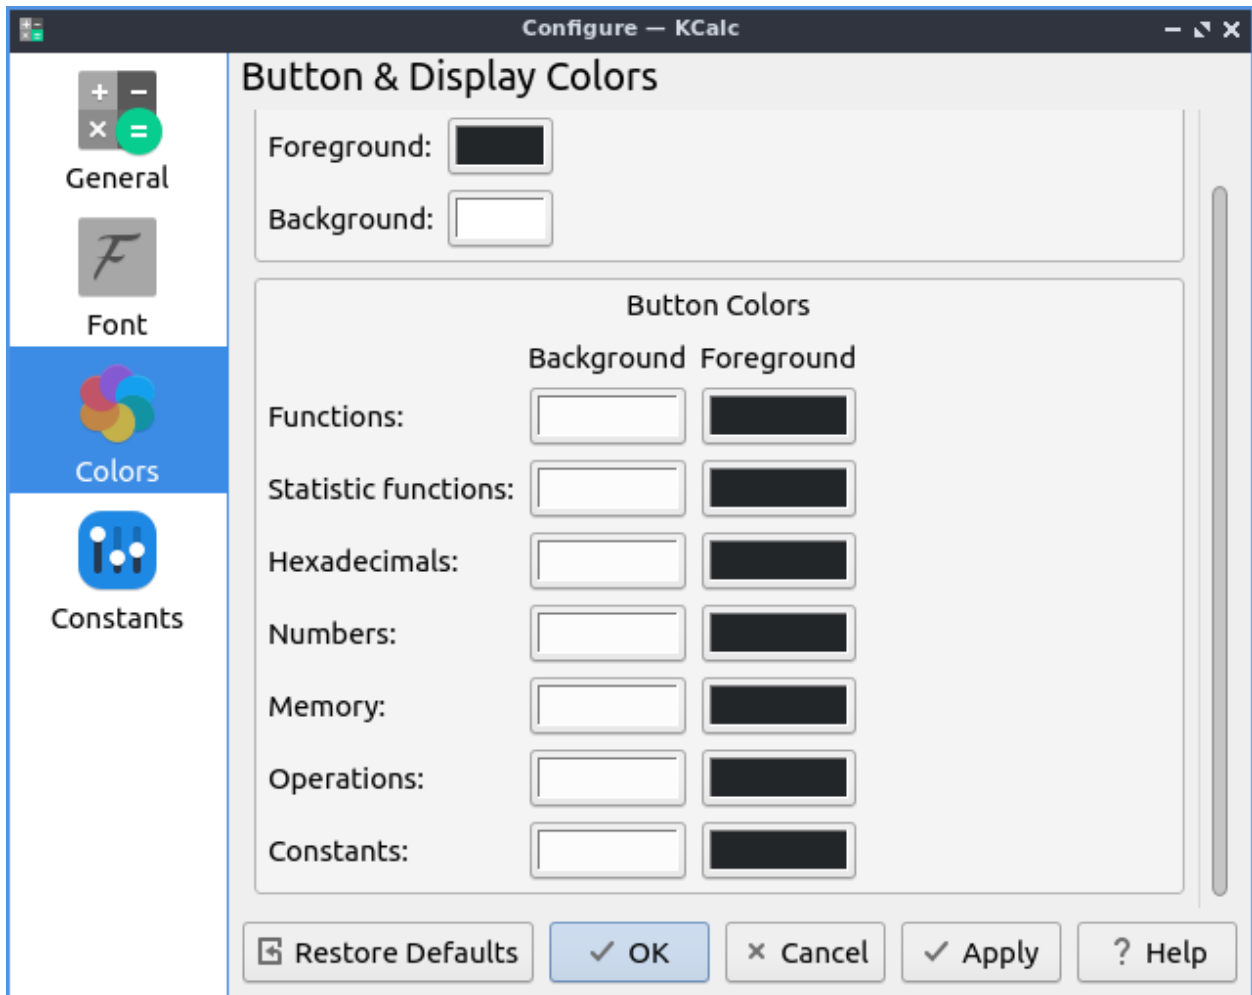 Configure — KCalc
General
Font
Colors
Constants
Button & Display Colors
Foreground:
Background:
Button Colors
Background Foreground
Functions:
Statistic functions:
Hexadecimals:
Numbers:
Memory:
Operations:
Constants:
Restore Defaults OK Cancel Apply Help